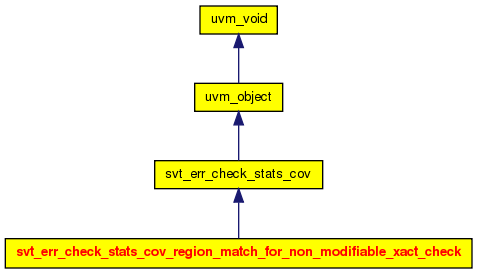 uvm_void
uvm_object
svt_err_check_stats_cov
svt_err_check_stats_cov_region_match_for_non_modifiable_xact_check